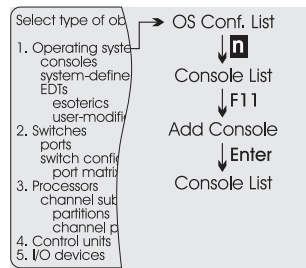 Select type of ob
1. Operating syste
consoles
system-define
EDTs
esoterics
user-modifi
2. Switches
ports
switch confi
port matri
3. Processors
channel sub
partitions
channel p
4. Control units
5. I/O devices
OS Conf. List
n
Console List
F11
Add Console
Enter
Console List